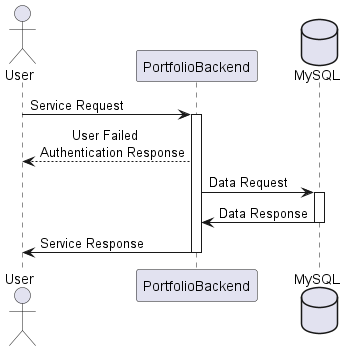 User
PortfolioBackend
MySQL
Service Request
User Failed
Authentication Response
Data Request
Data Response
Service Response
User
PortfolioBackend
MySQL